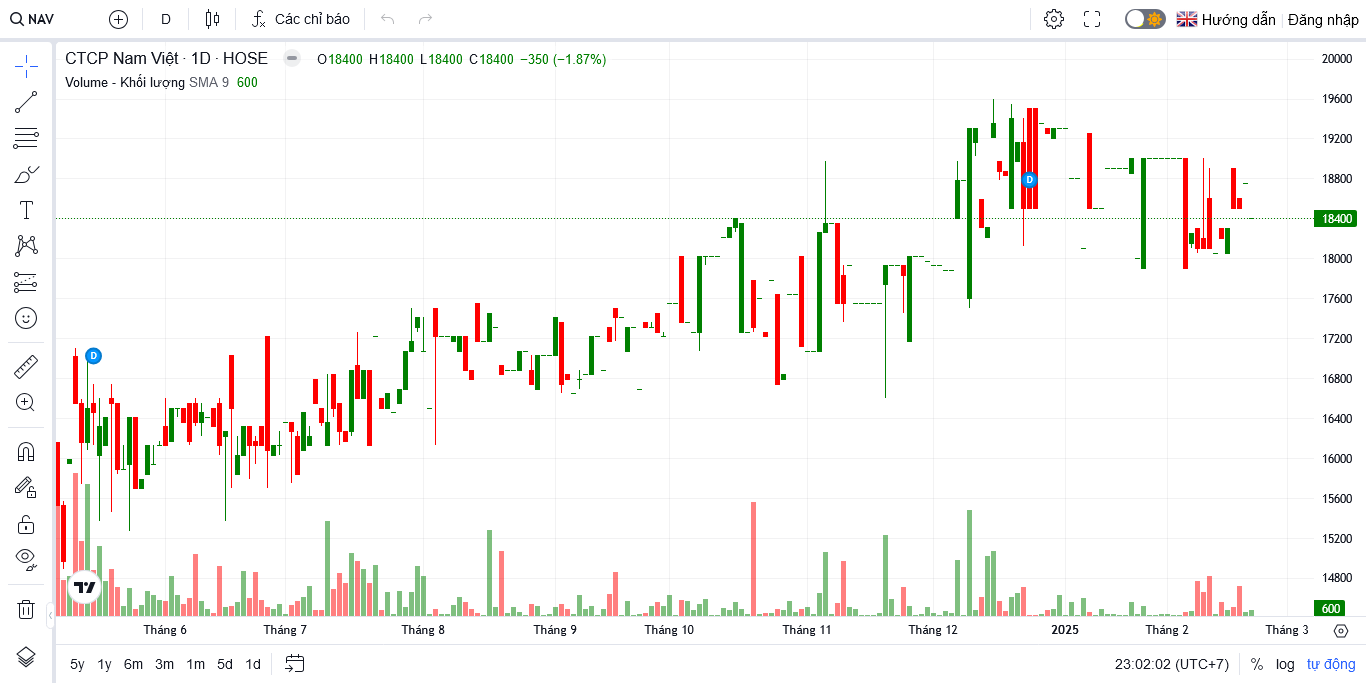 NAV D Các chỉ báo Hướng dẫn Đăng nhập
CTCP Nam Việt · 1D · HOSE O18400 H18400 L18400 C18400 −350 (−1.87%)
Volume - Khối lượng SMA 9 600
20000
19600
19200
18800
18400
18000
17600
17200
16800
16400
16000
15600
15200
14800
600
D
D
Tháng 6 Tháng 7 Tháng 8 Tháng 9 Tháng 10 Tháng 11 Tháng 12 2025 Tháng 2 Tháng 3
5y 1y 6m 3m 1m 5d 1d 23:02:02 (UTC+7) % log tự động